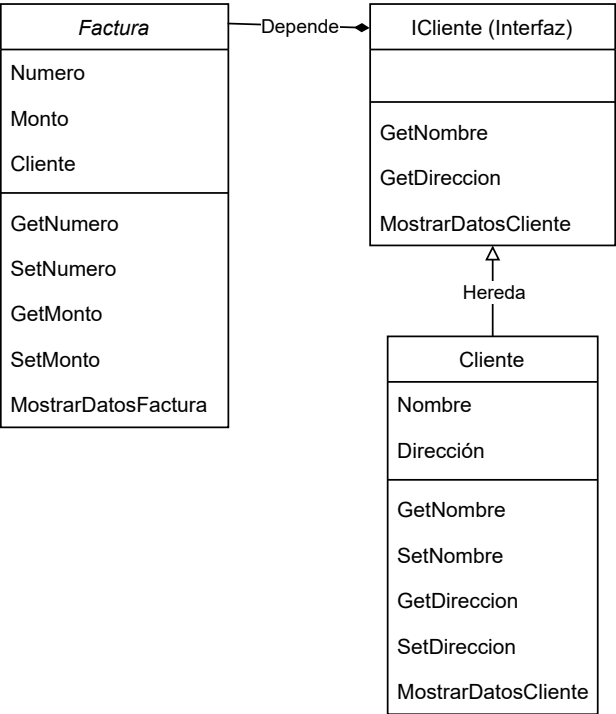 Factura
Numero
Monto
Cliente
GetNumero
SetNumero
GetMonto
SetMonto
MostrarDatosFactura
Depende
ICliente (Interfaz)
GetNombre
GetDireccion
MostrarDatosCliente
Hereda
Cliente
Nombre
Dirección
GetNombre
SetNombre
GetDireccion
SetDireccion
MostrarDatosCliente